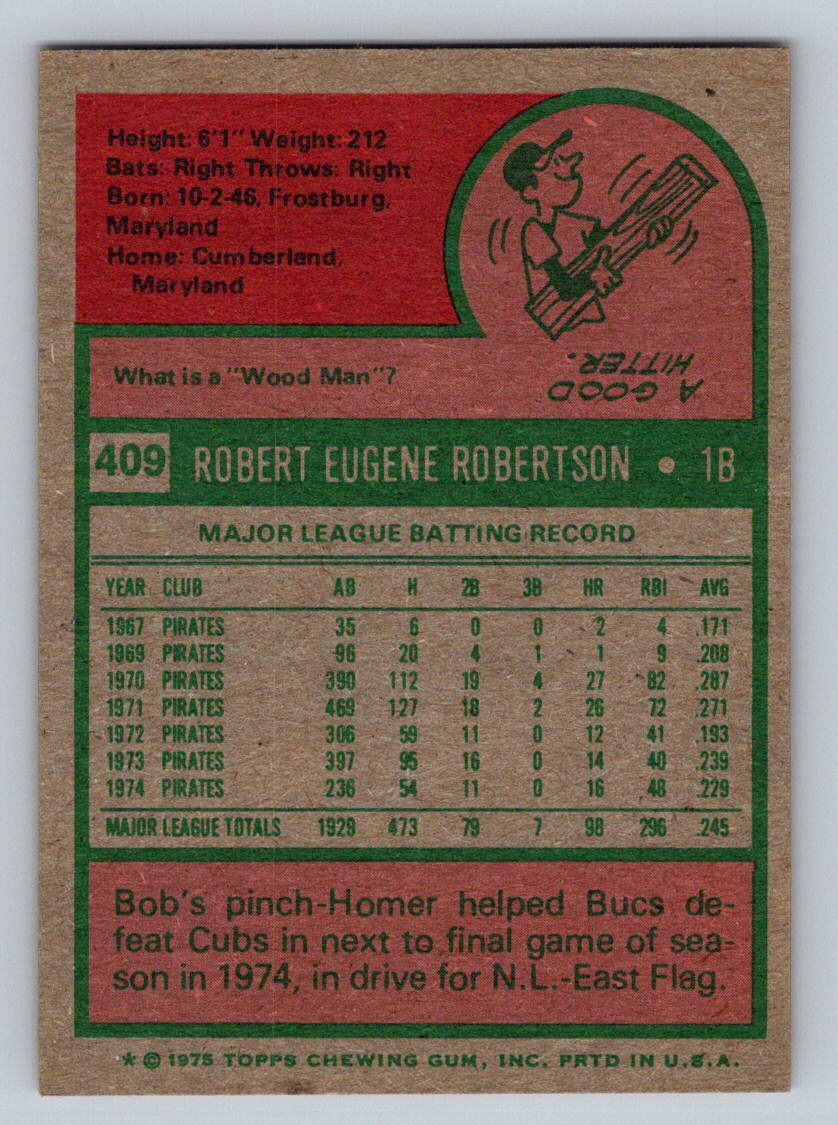 Height: 6'1" Weight: 212
Bats: Right Throws: Right
Born: 10-2-46, Frostburg,
Maryland
Home: Cumberland,
Maryland
What is a "Wood Man"?
A GOOD
HITTER.
409 ROBERT EUGENE ROBERTSON • 1B
MAJOR LEAGUE BATTING RECORD
YEAR CLUB AB H 2B 3B HR RBI AVG
1967 PIRATES 35 6 0 0 2 4 .171
1969 PIRATES 96 20 4 1 1 9 .208
1970 PIRATES 390 112 19 4 27 82 .287
1971 PIRATES 469 127 18 2 26 72 .271
1972 PIRATES 306 59 11 0 12 41 .193
1973 PIRATES 397 95 16 0 14 40 .239
1974 PIRATES 236 54 11 0 16 48 .229
MAJOR LEAGUE TOTALS 1929 473 79 7 98 296 .245
Bob's pinch-Homer helped Bucs de-
feat Cubs in next to final game of sea-
son in 1974, in drive for N.L.-East Flag.
* © 1975 TOPPS CHEWING GUM, INC. PRTD IN U.S.A.